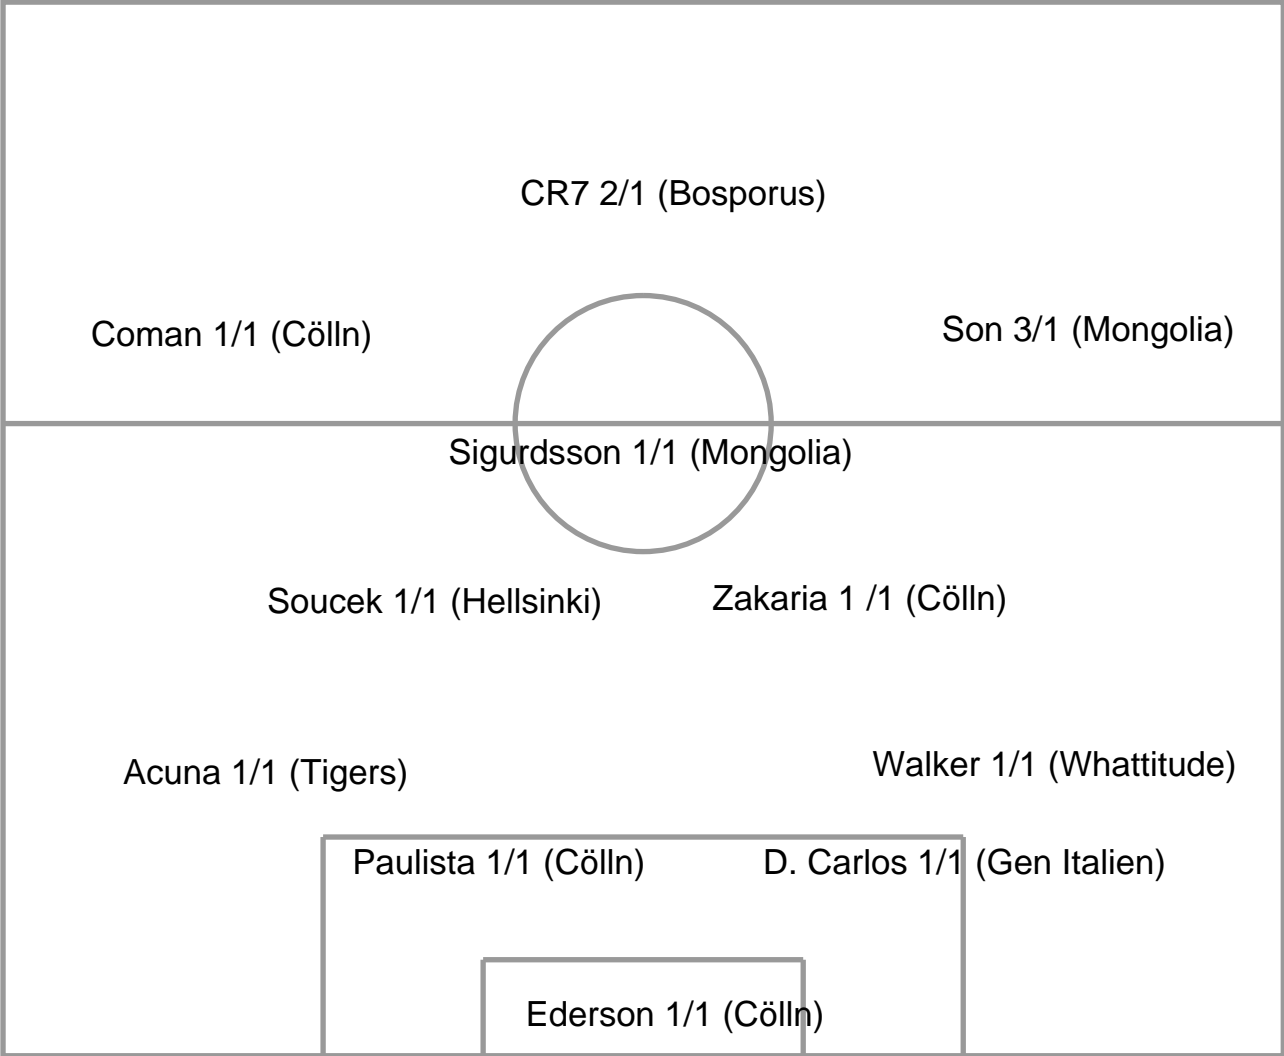 CR7 2/1 (Bosporus)
Coman 1/1 (Cölln)
Son 3/1 (Mongolia)
Sigurdsson 1/1 (Mongolia)
Soucek 1/1 (Hellsinki)
Zakaria 1 /1 (Cölln)
Acuna 1/1 (Tigers)
Walker 1/1 (Whattitude)
Paulista 1/1 (Cölln)
D. Carlos 1/1 (Gen Italien)
Ederson 1/1 (Cölln)